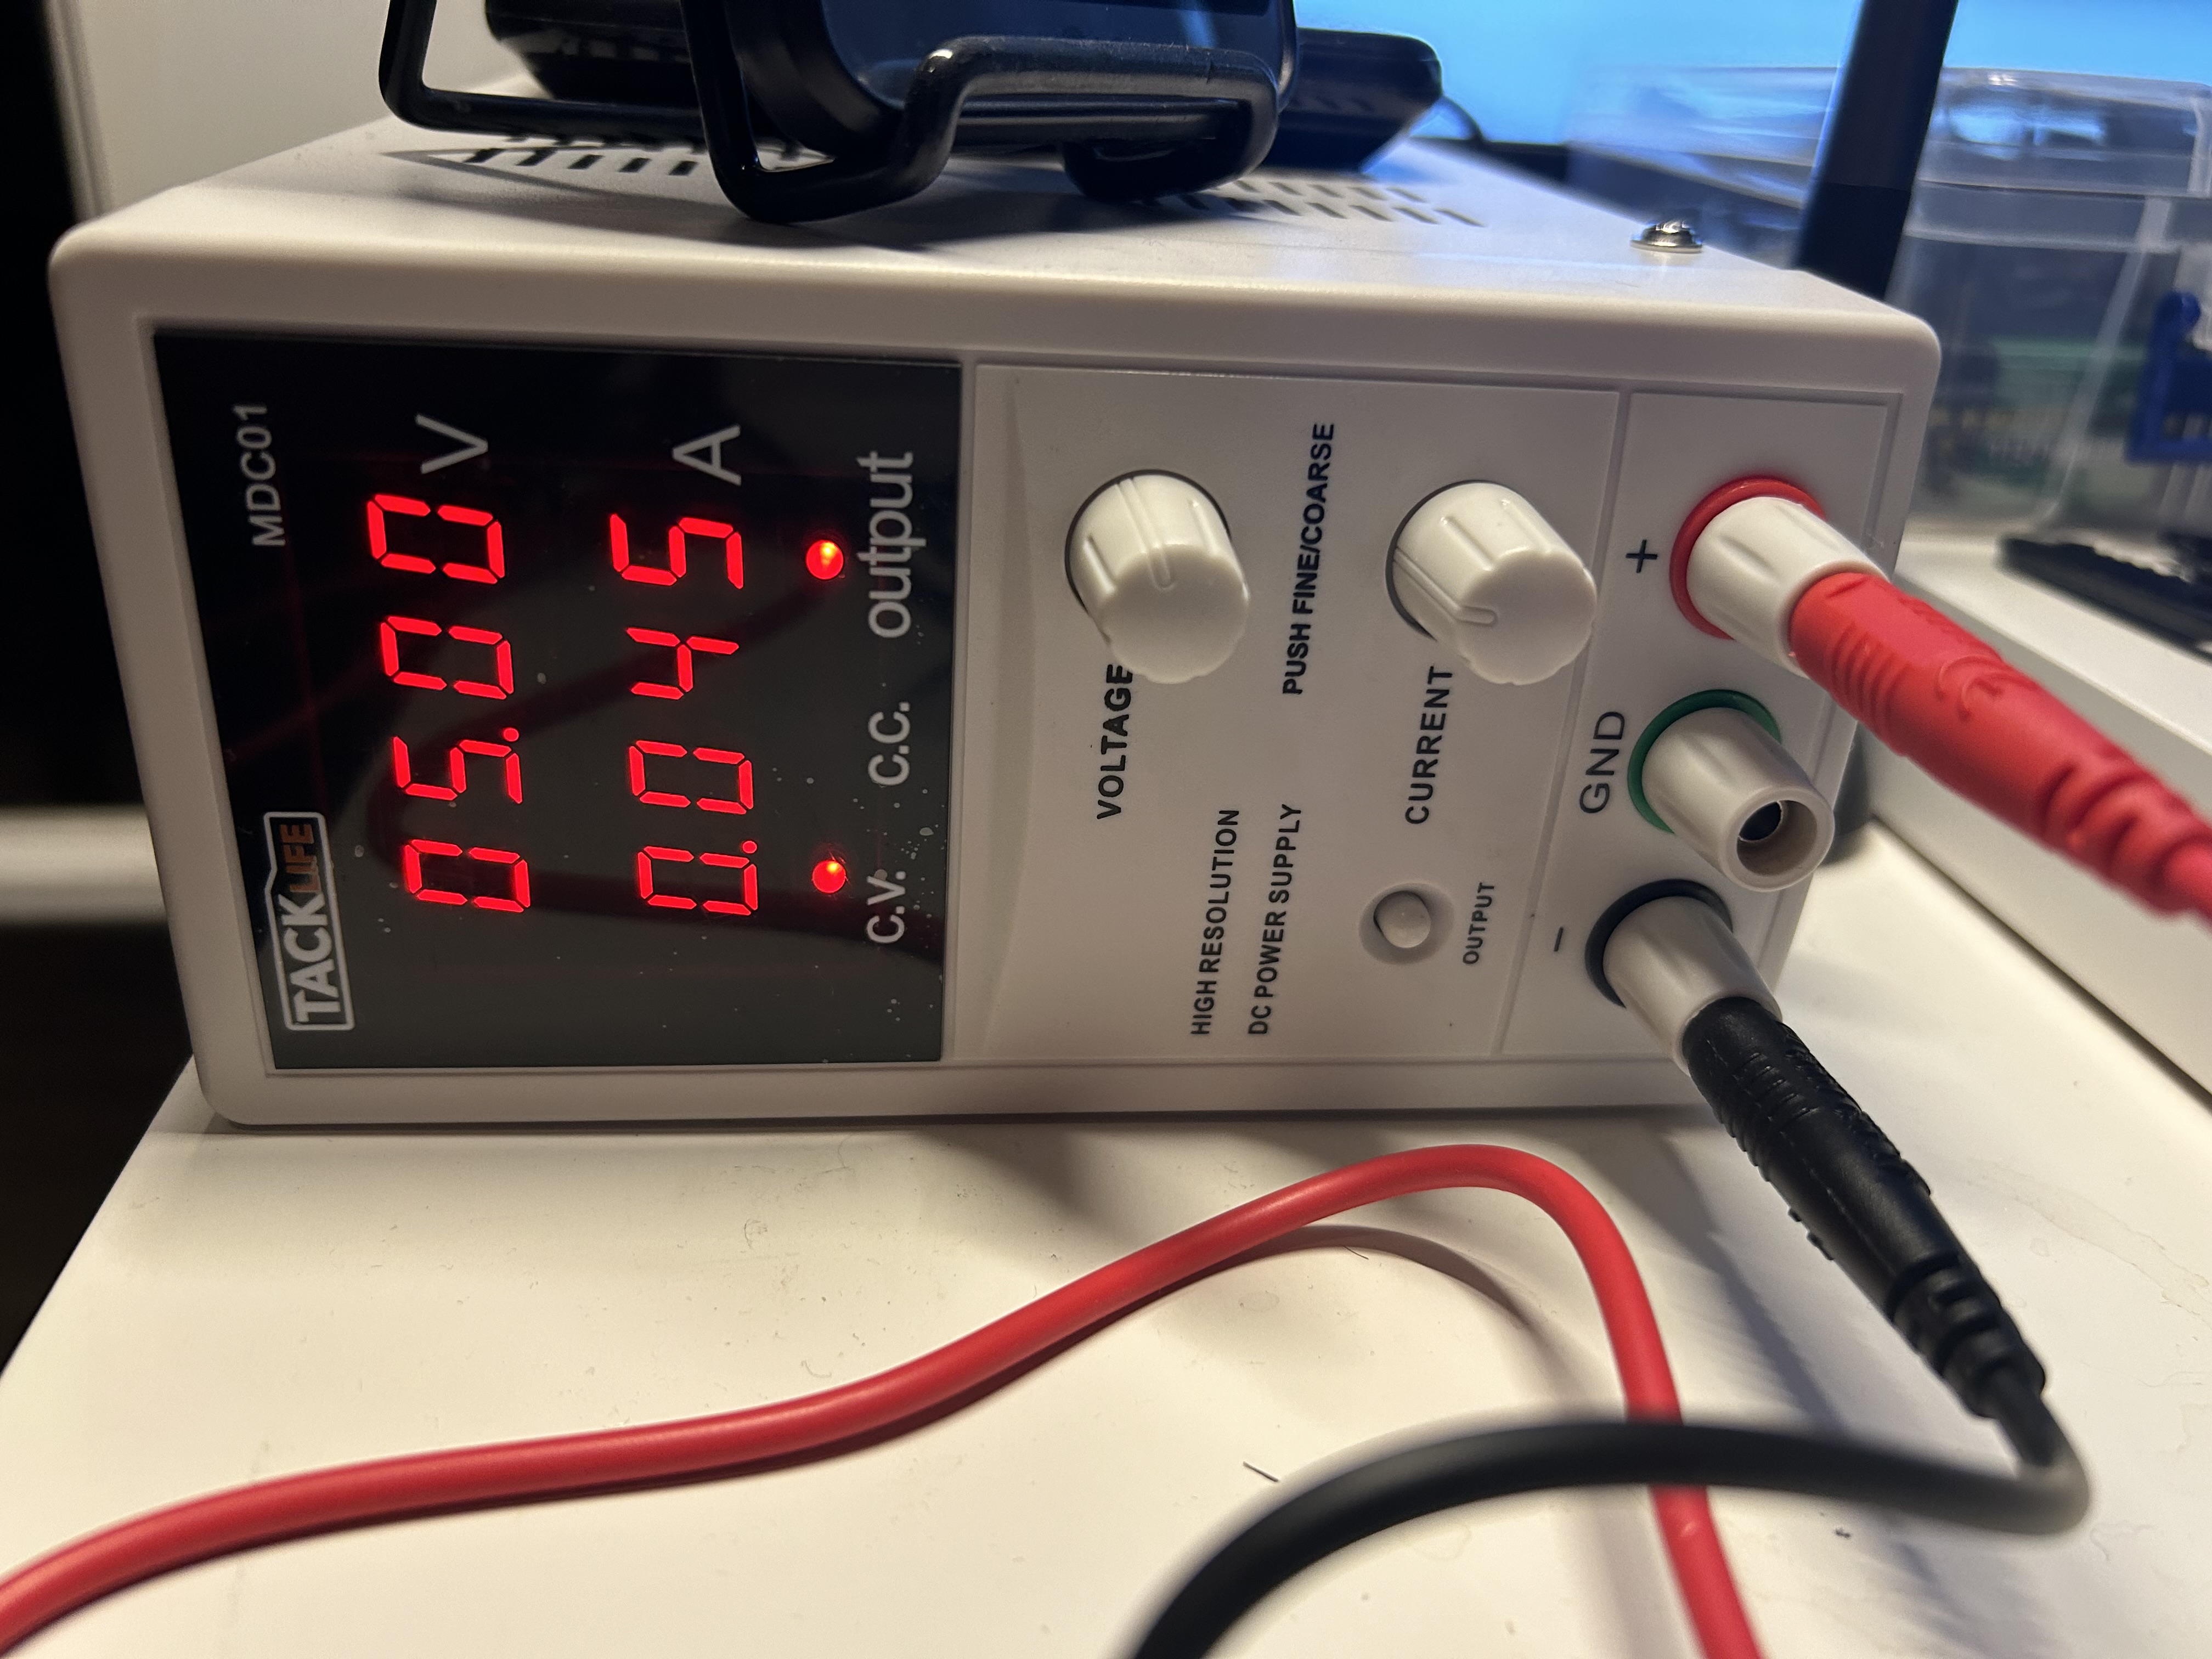 TACKLIFE MDC01
05.00 V
0.045 A
C.V. C.C. output
VOLTAGE
HIGH RESOLUTION
DC POWER SUPPLY
PUSH FINE/COARSE
CURRENT
OUTPUT
- GND +